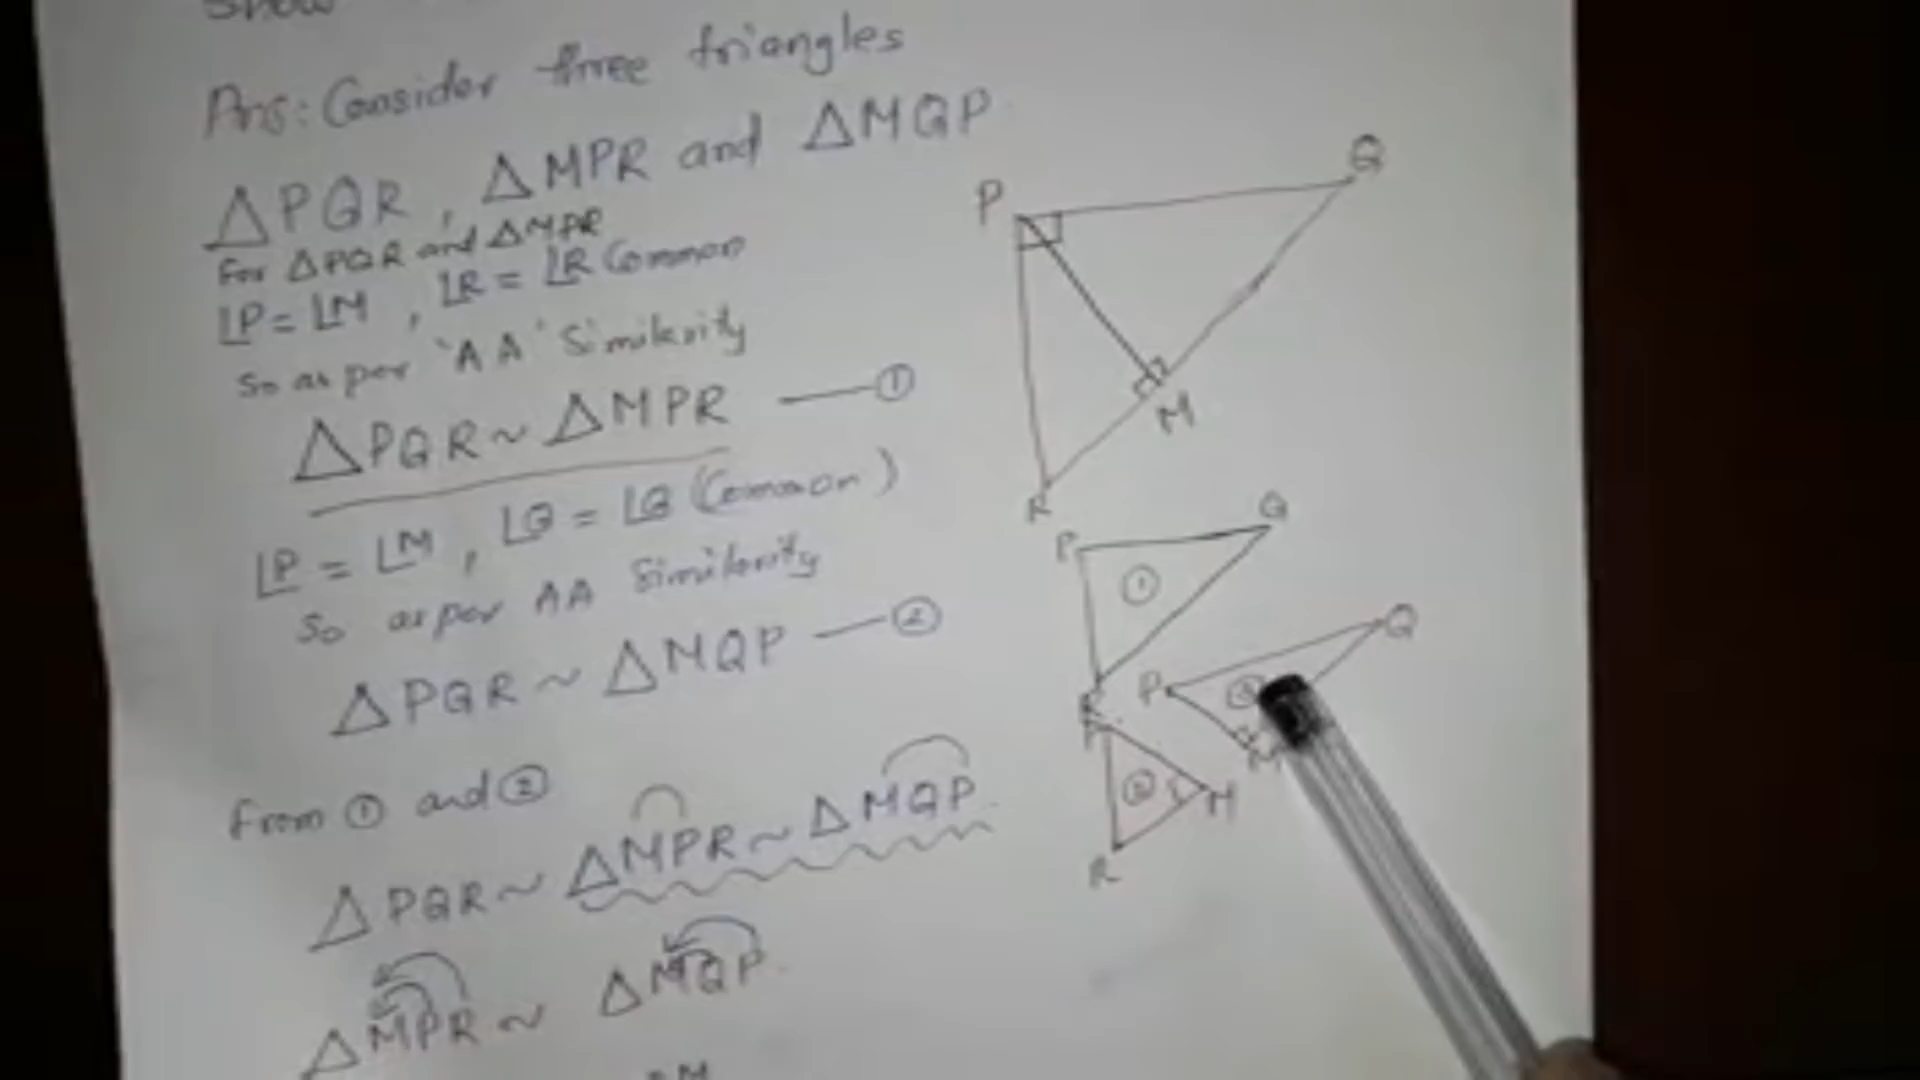 Show
Ans: Consider three triangles
△PQR, △MPR and △MQP
For △PQR and △MPR
∠P = ∠M, ∠R = ∠R Common
So as per 'AA' Similarity
△PQR ~ △MPR — ①
∠P = ∠M, ∠Q = ∠Q (Common)
So as per AA Similarity
△PQR ~ △MQP — ②
from ① and ②
△PQR ~ △MPR ~ △MQP
△MPR ~ △MQP
P
Q
M
R
P
Q
①
R
P
Q
③
M
P
②
M
R